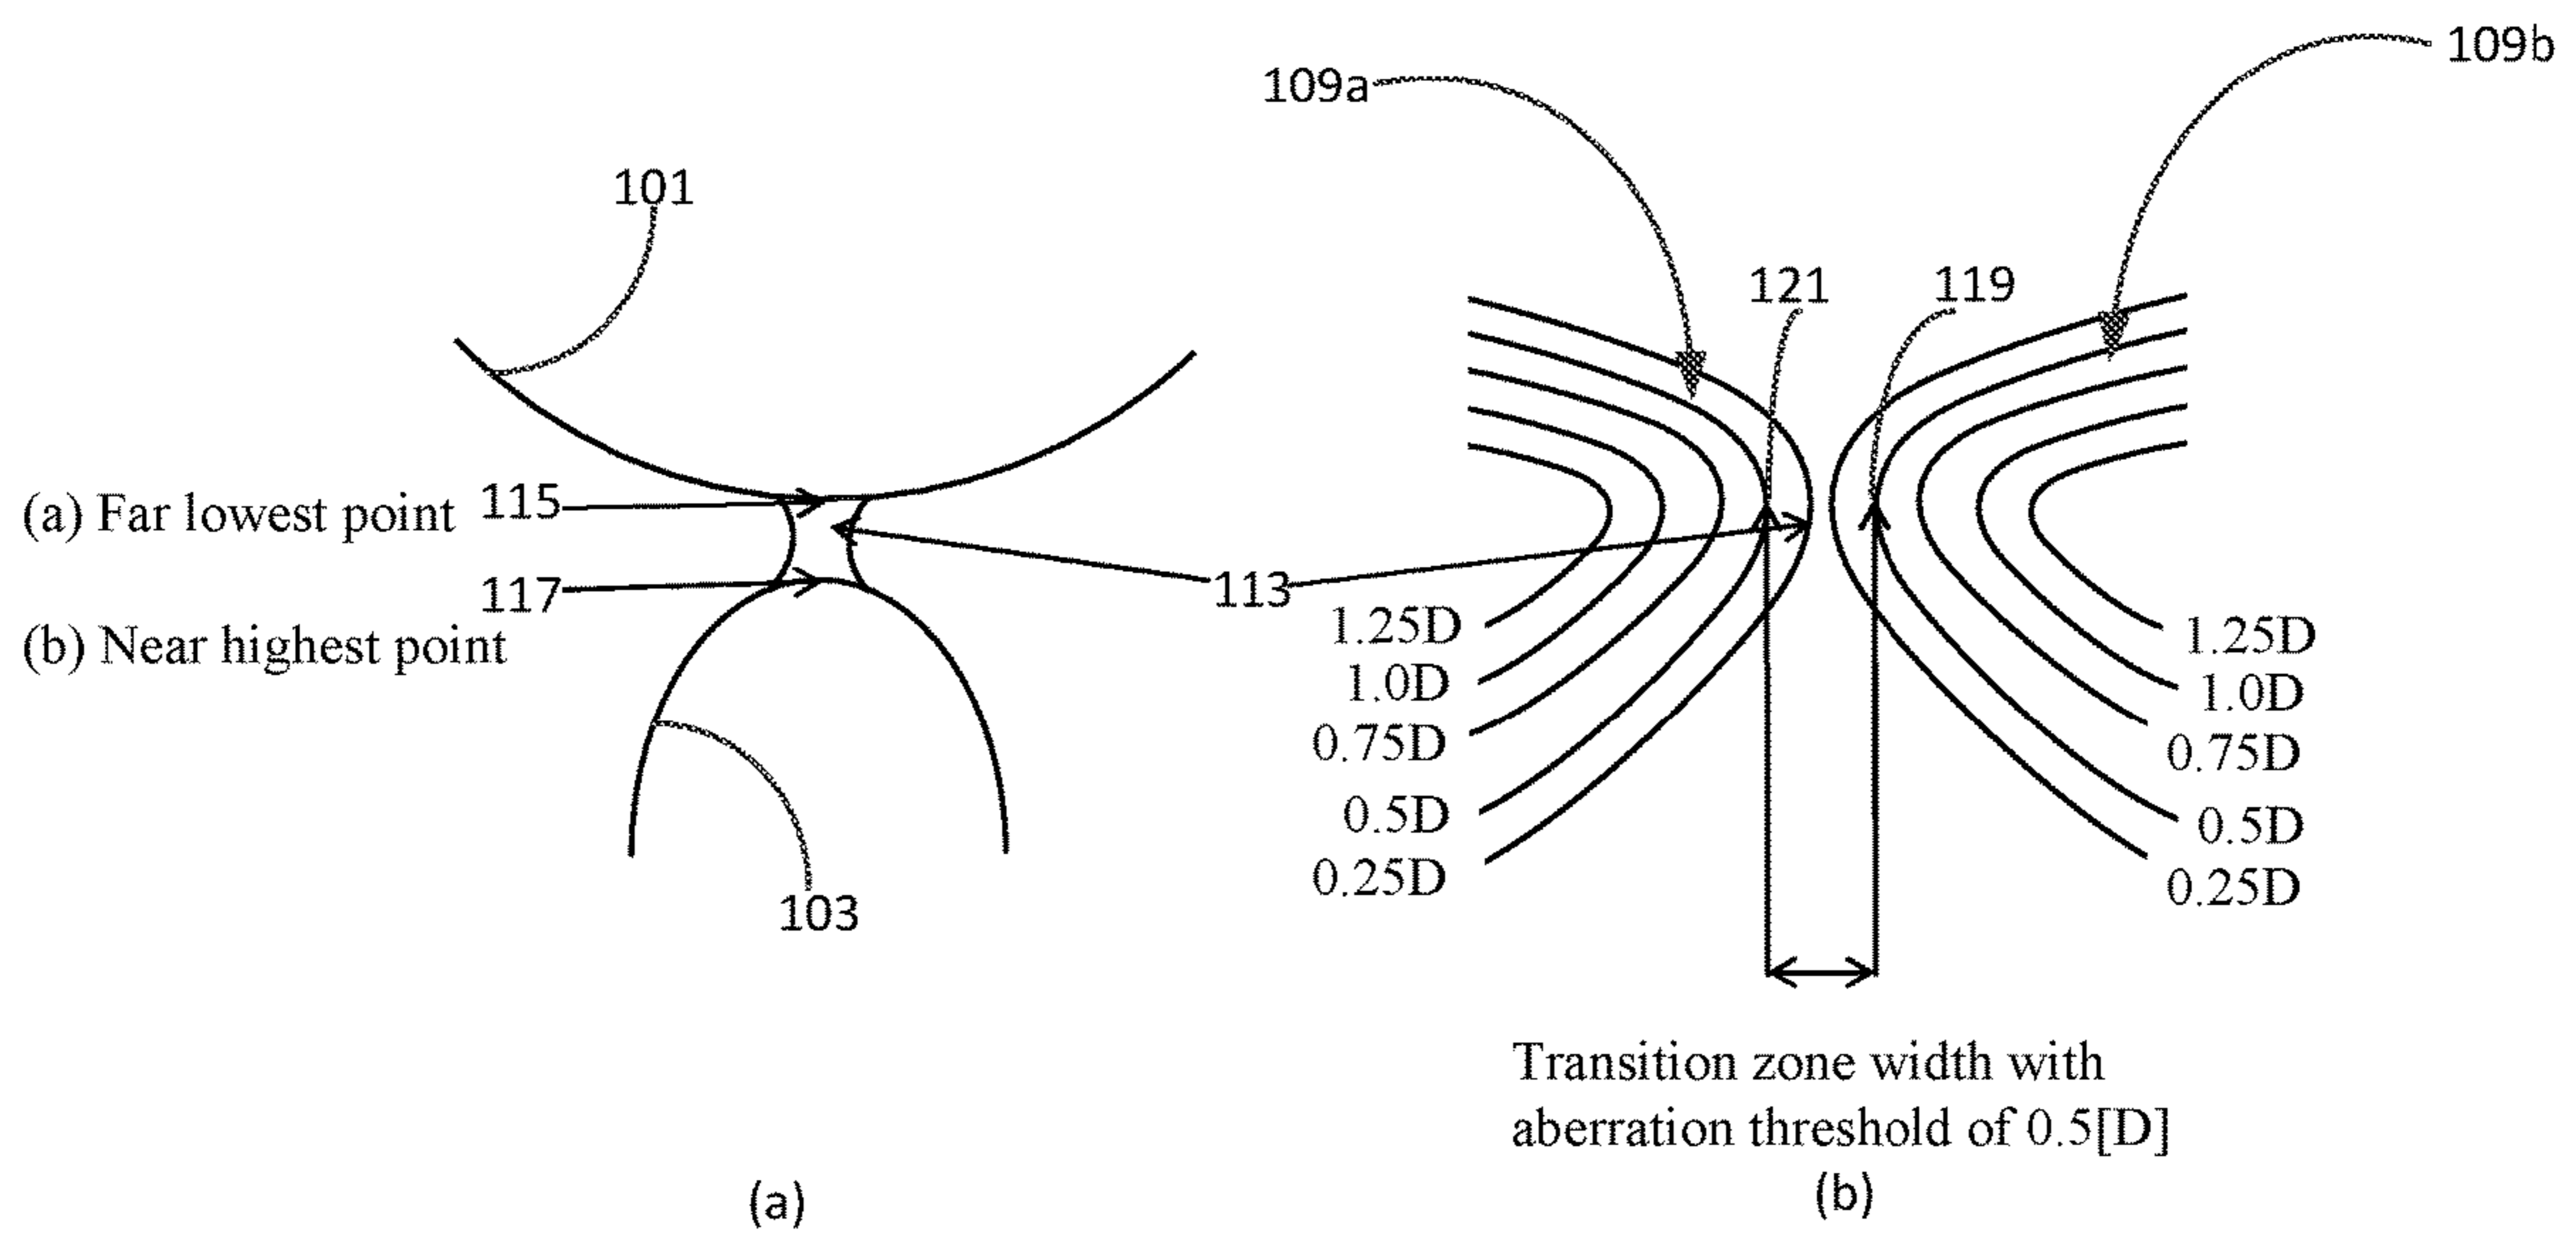 109b
109a
101
121
119
(a) Far lowest point
115
117
113
(b) Near highest point
1.25D
1.0D
0.75D
0.5D
0.25D
1.25D
1.0D
0.75D
0.5D
0.25D
103
Transition zone width with
aberration threshold of 0.5[D]
(a)
(b)